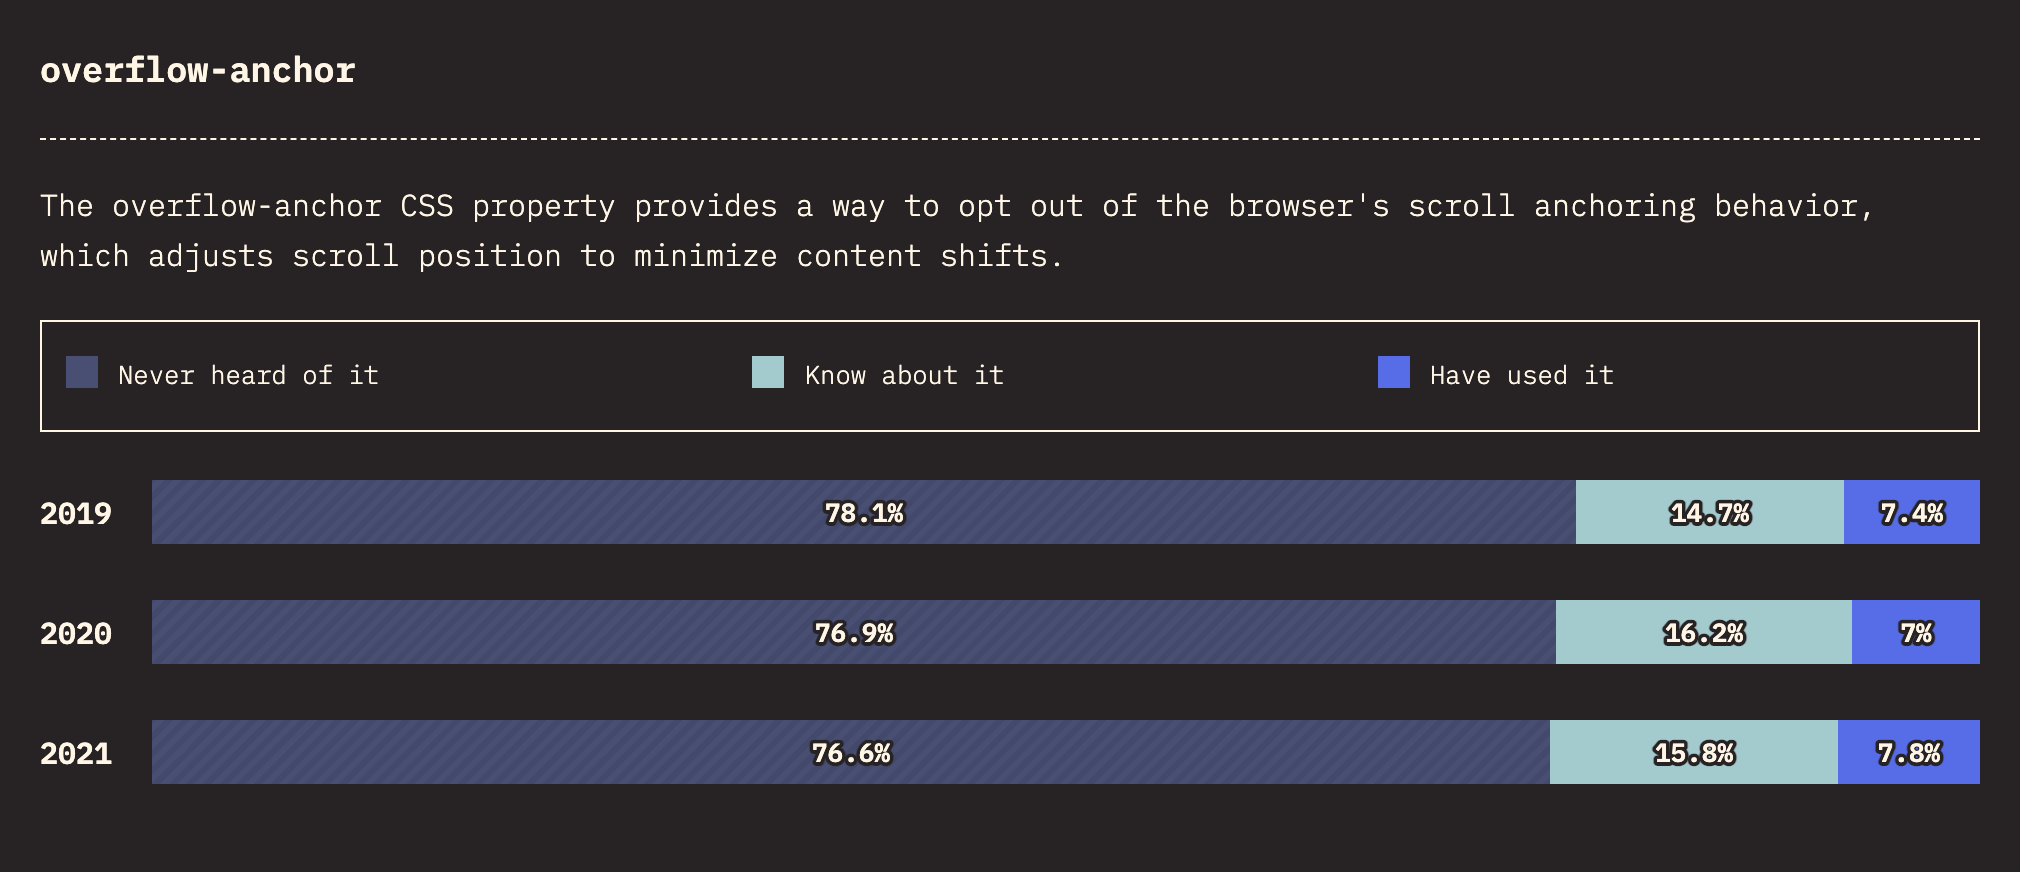 overflow-anchor
The overflow-anchor CSS property provides a way to opt out of the browser's scroll anchoring behavior,
which adjusts scroll position to minimize content shifts.
Never heard of it Know about it Have used it
2019 78.1% 14.7% 7.4%
2020 76.9% 16.2% 7%
2021 76.6% 15.8% 7.8%